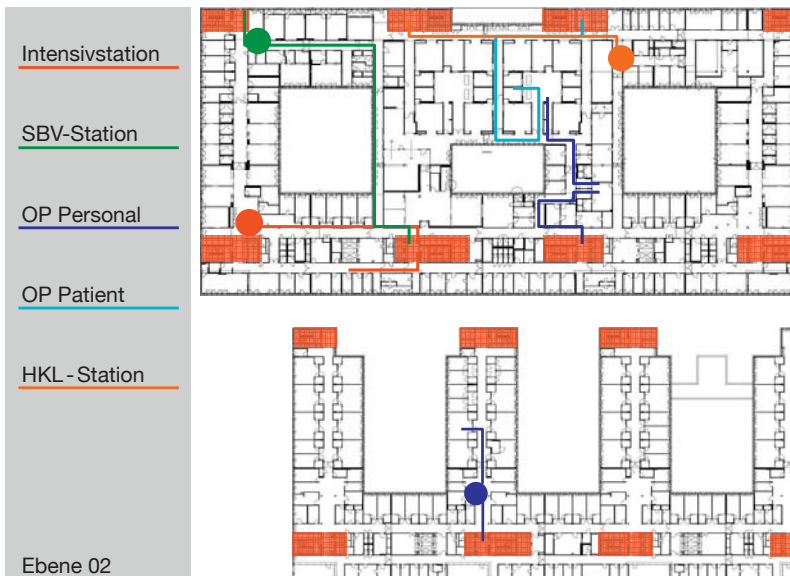 Intensivstation
SBV-Station
OP Personal
OP Patient
HKL-Station
Ebene 02